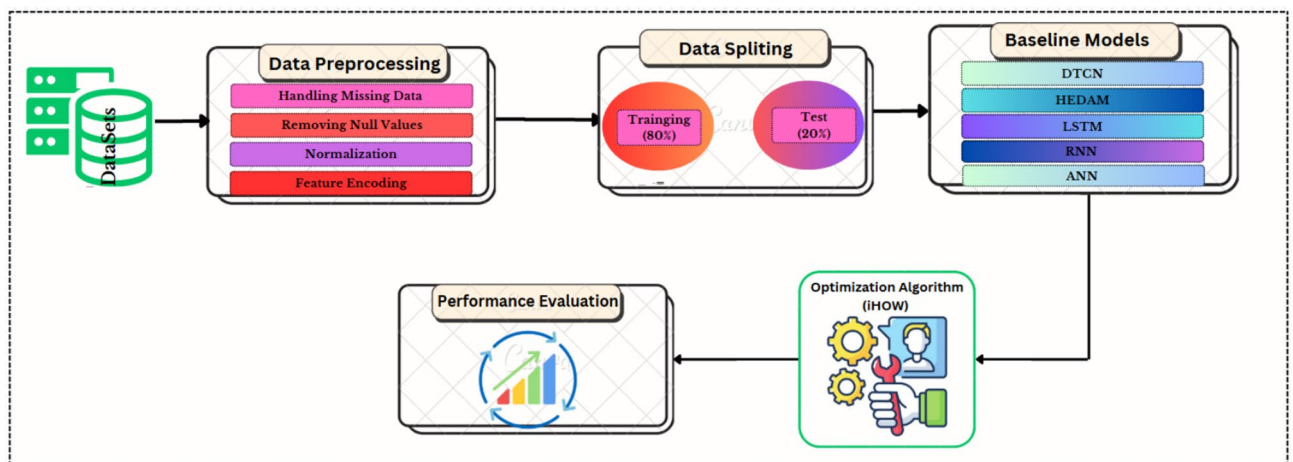 DataSets
Data Preprocessing
Handling Missing Data
Removing Null Values
Normalization
Feature Encoding
Data Spliting
Trainging
(80%)
Test
(20%)
Baseline Models
DTCN
HEDAM
LSTM
RNN
ANN
Optimization Algorithm
(iHOW)
Performance Evaluation